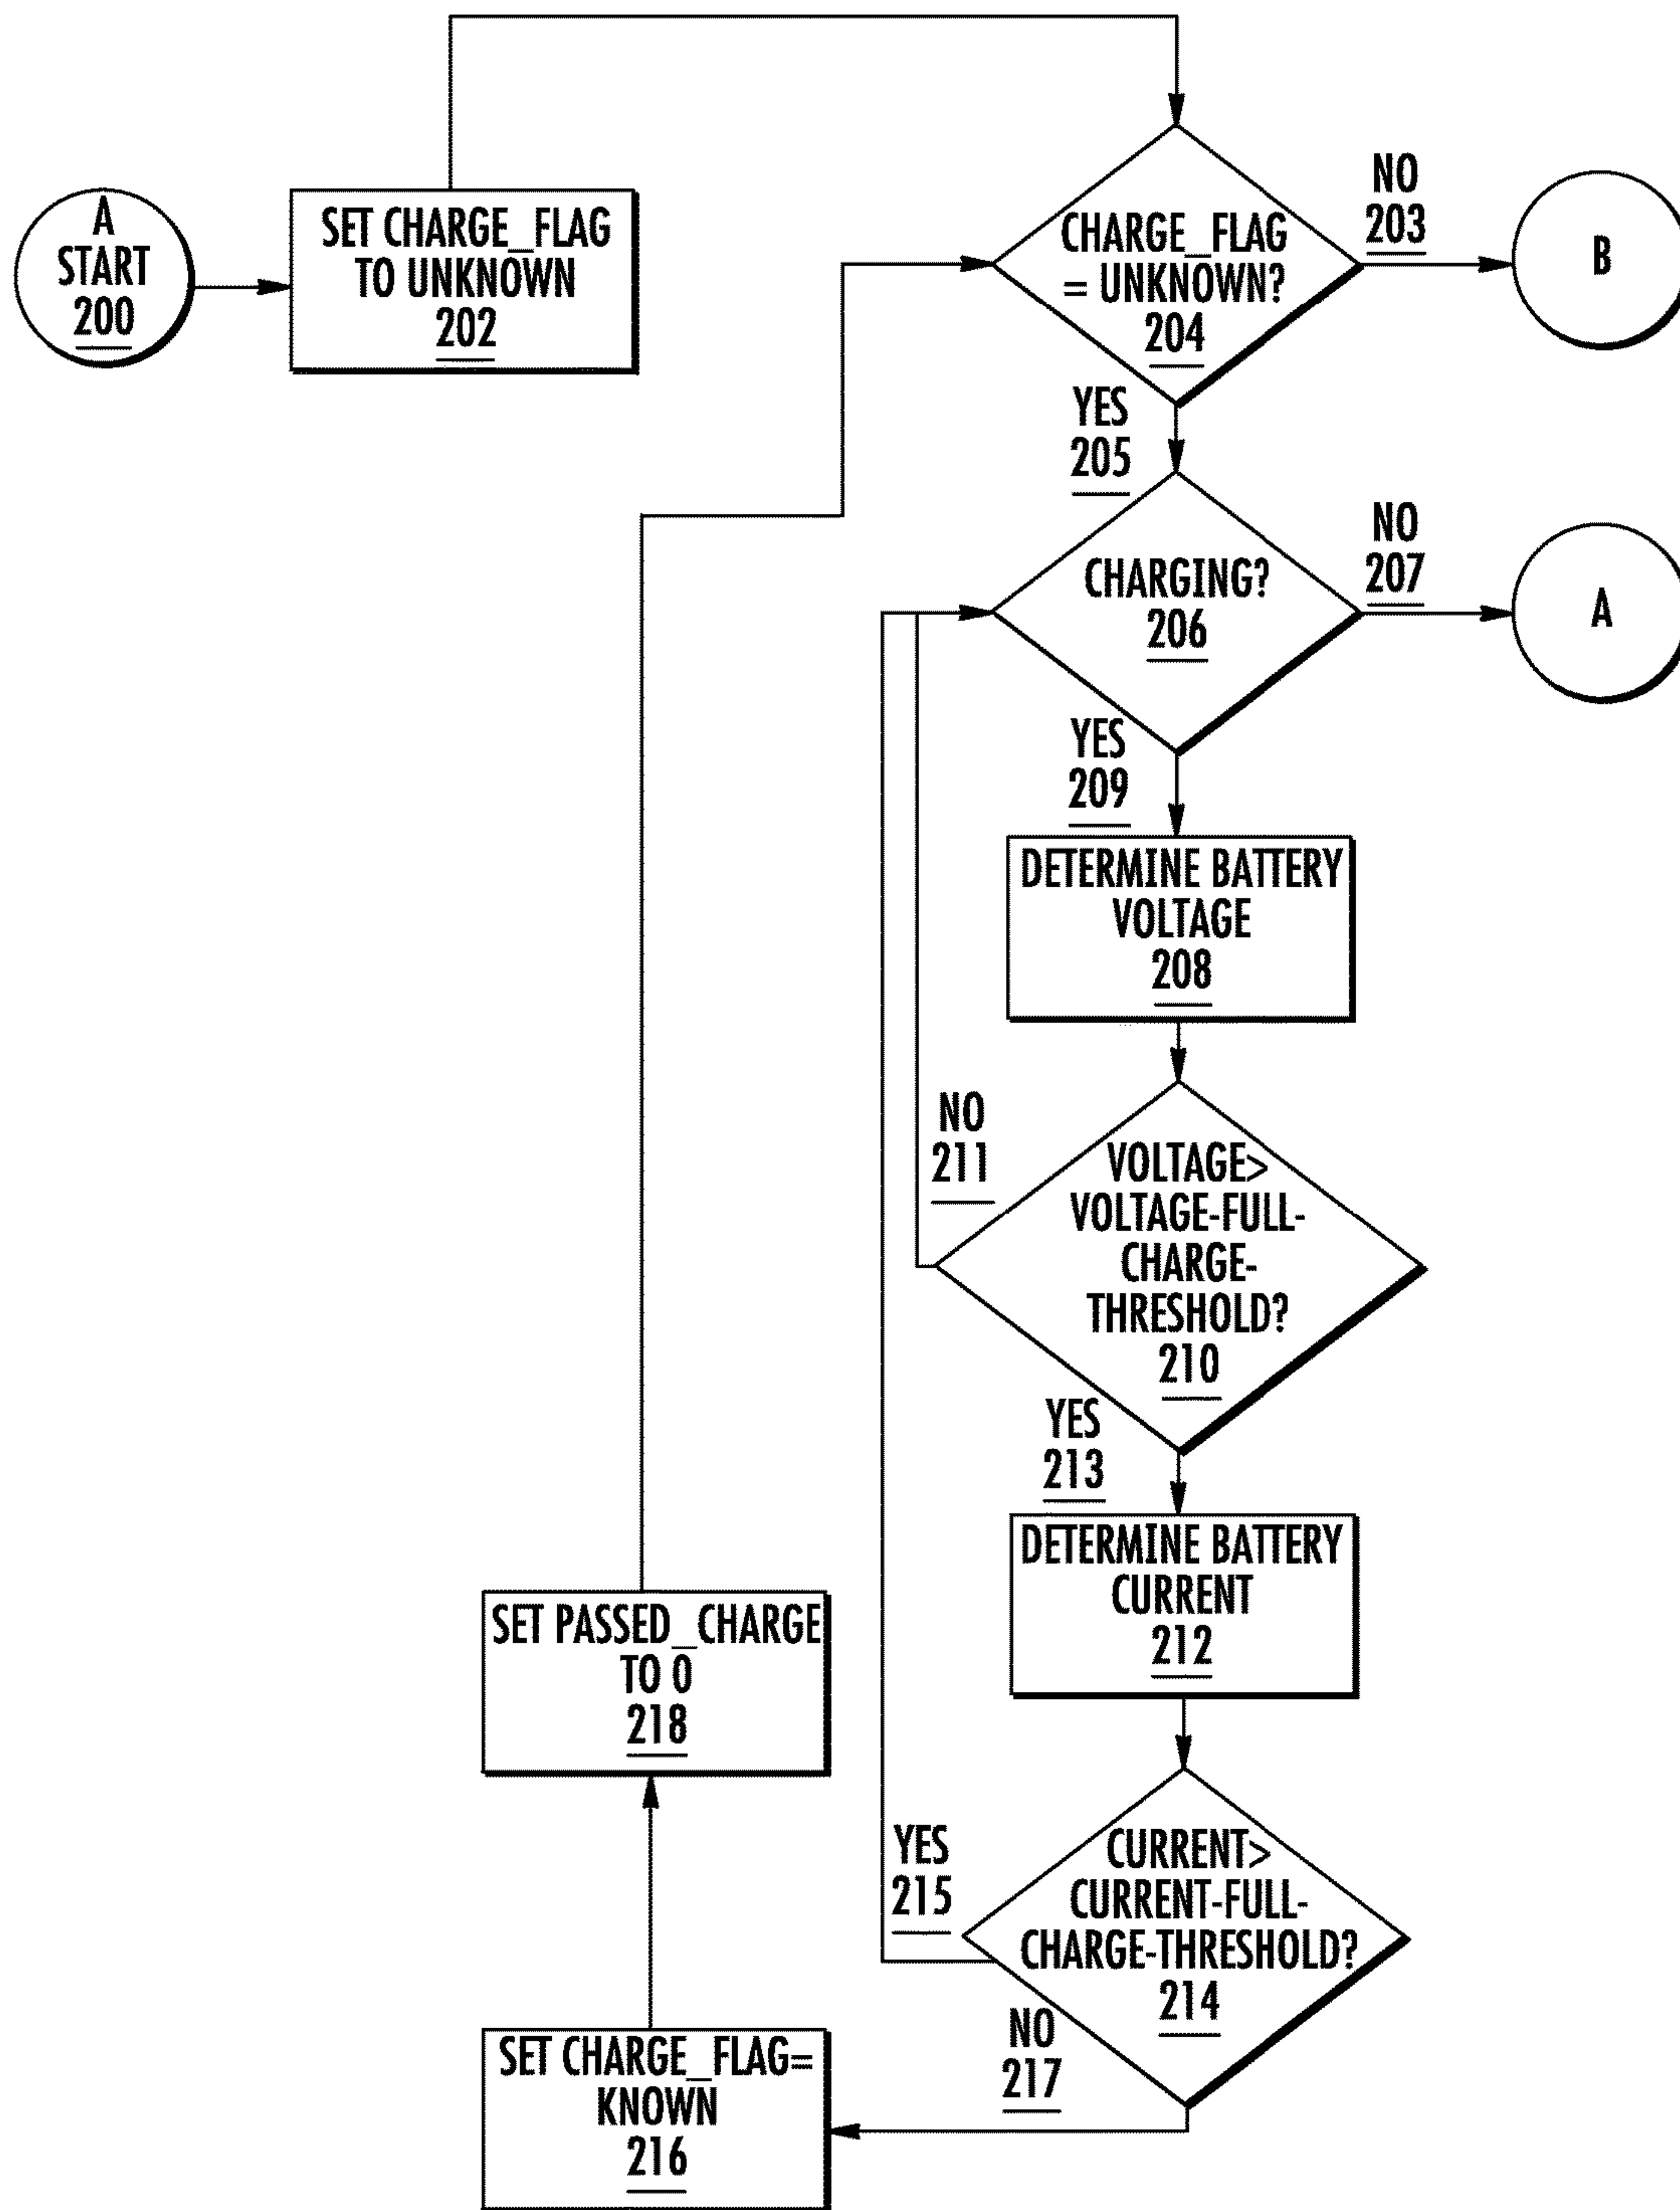 A
START
200
SET CHARGE_FLAG
TO UNKNOWN
202
CHARGE_FLAG
= UNKNOWN?
204
NO
203
B
YES
205
CHARGING?
206
NO
207
A
YES
209
DETERMINE BATTERY
VOLTAGE
208
NO
211
VOLTAGE>
VOLTAGE-FULL-
CHARGE-
THRESHOLD?
210
YES
213
DETERMINE BATTERY
CURRENT
212
SET PASSED_CHARGE
TO 0
218
YES
215
CURRENT>
CURRENT-FULL-
CHARGE-THRESHOLD?
214
NO
217
SET CHARGE_FLAG=
KNOWN
216